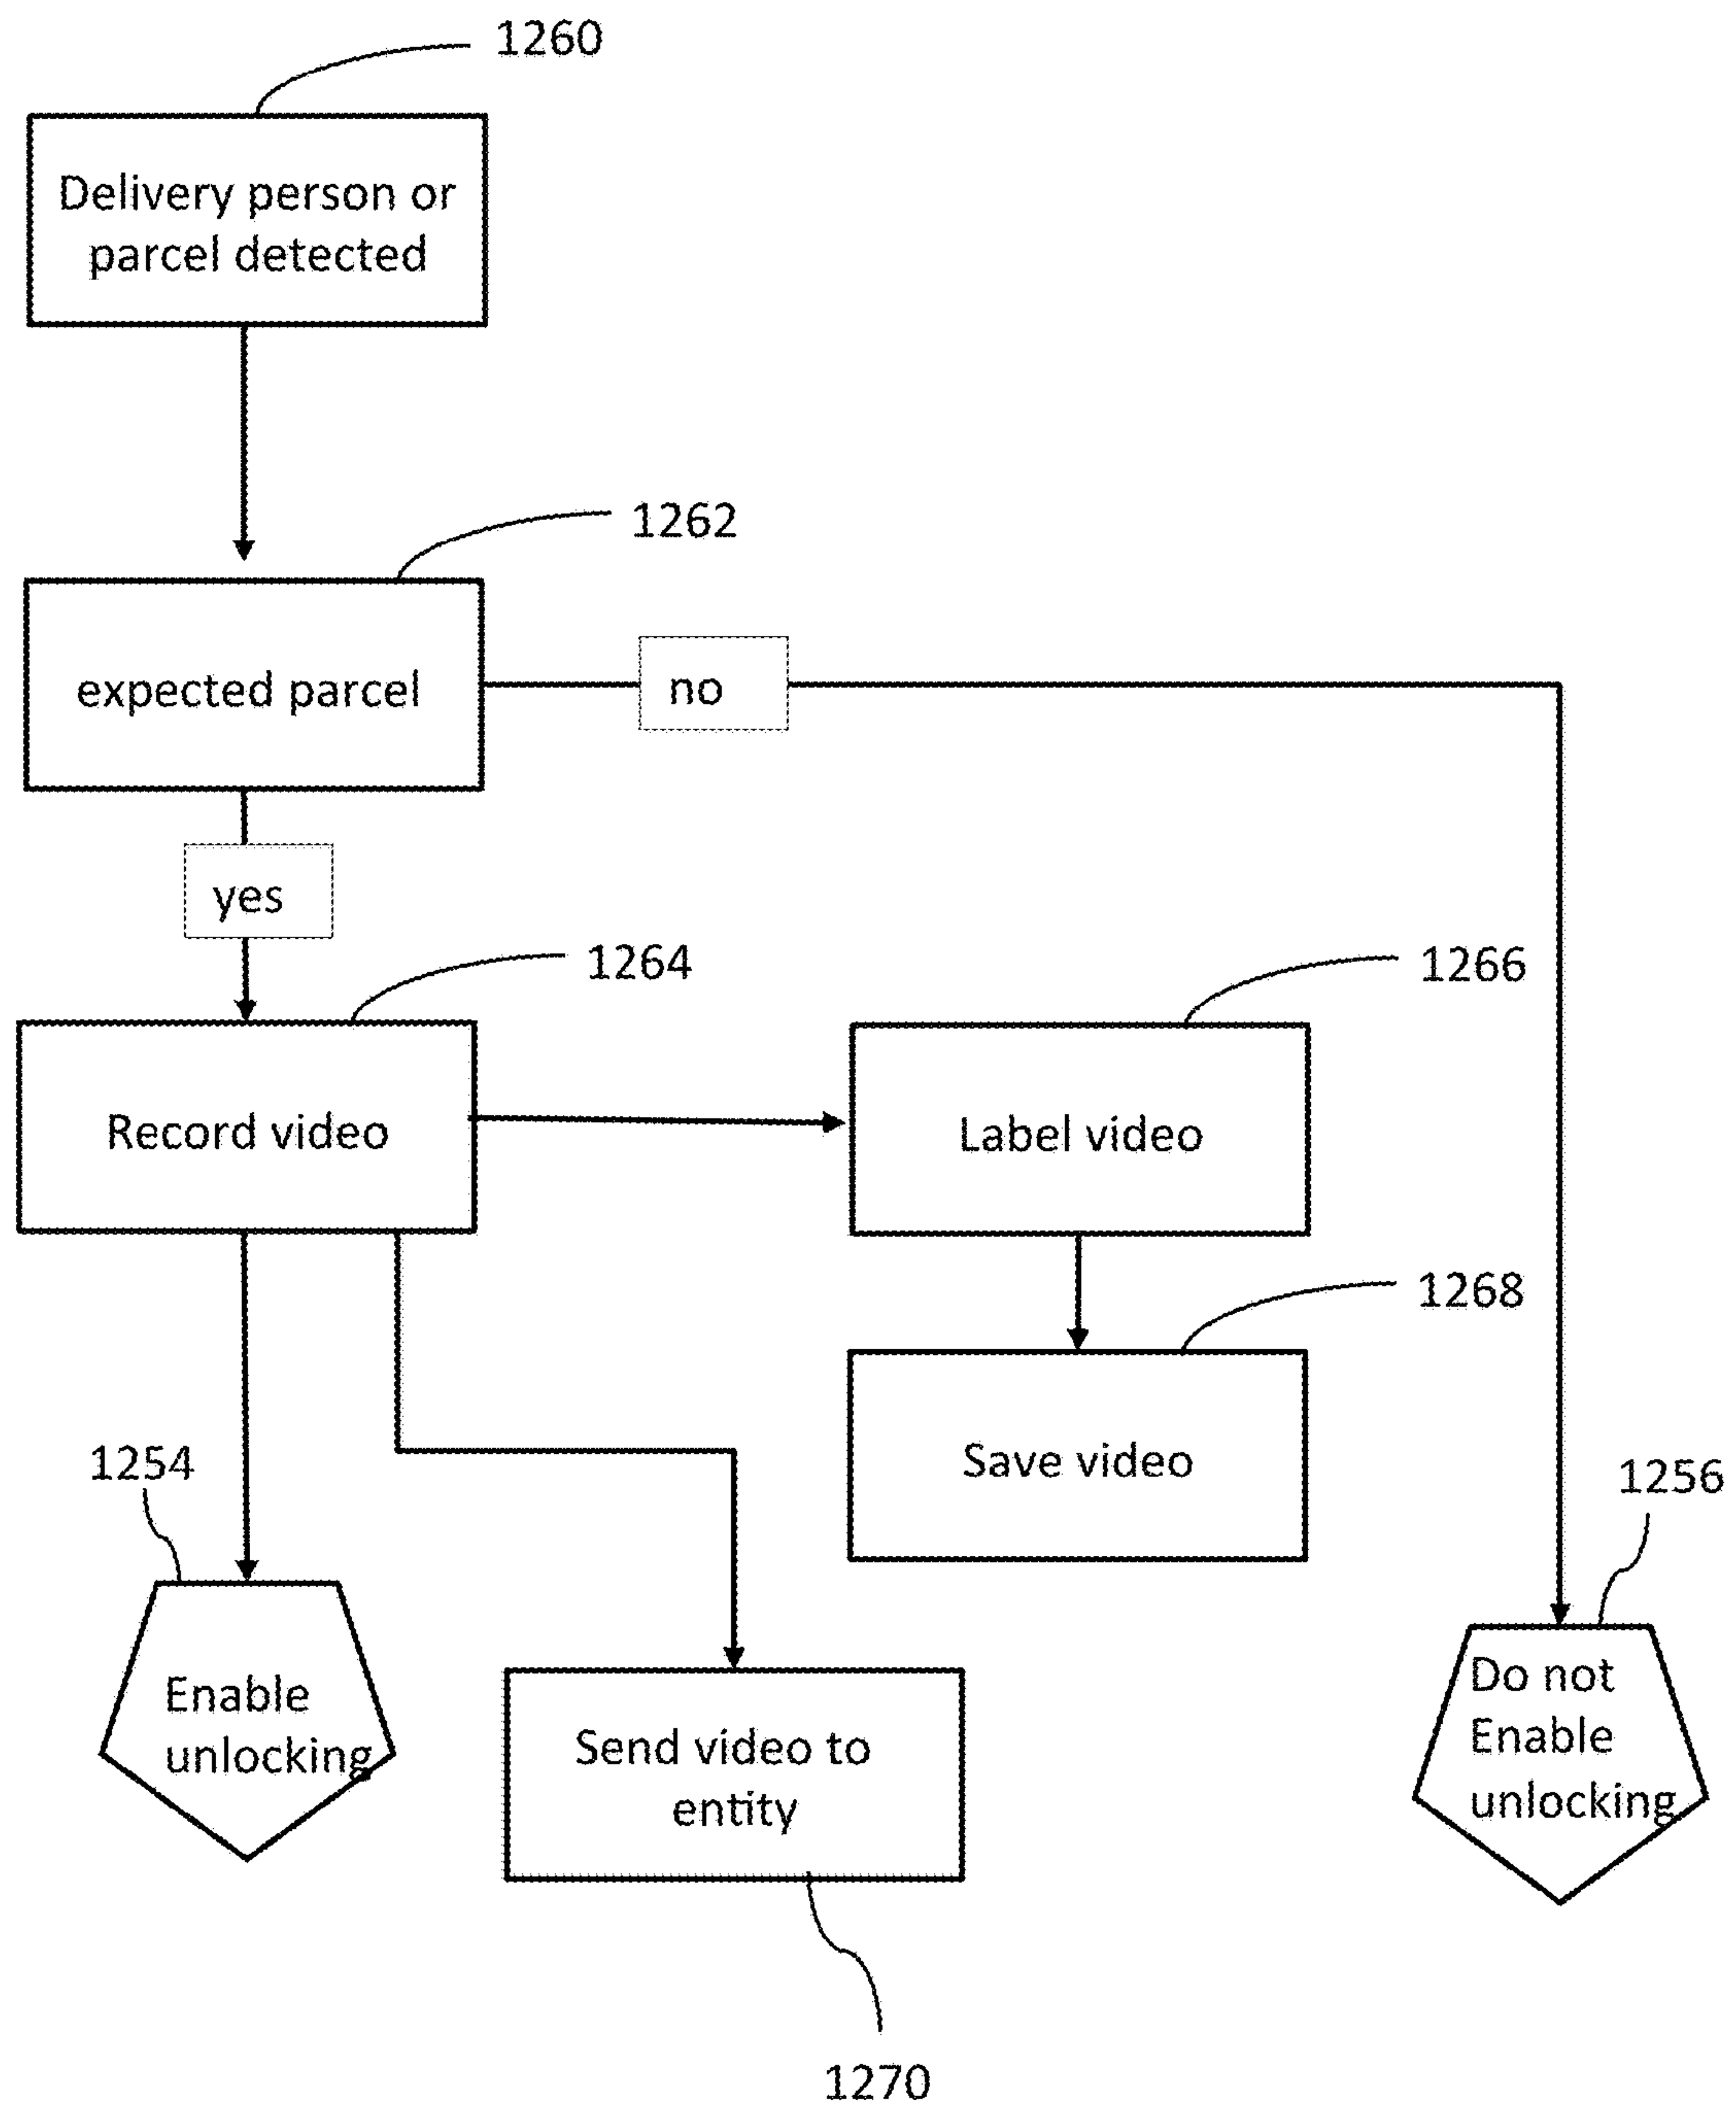 1260
Delivery person or
parcel detected
1262
expected parcel
no
yes
1264
1266
Record video
Label video
1268
Save video
1254
1256
Enable
unlocking
Send video to
entity
Do not
Enable
unlocking
1270